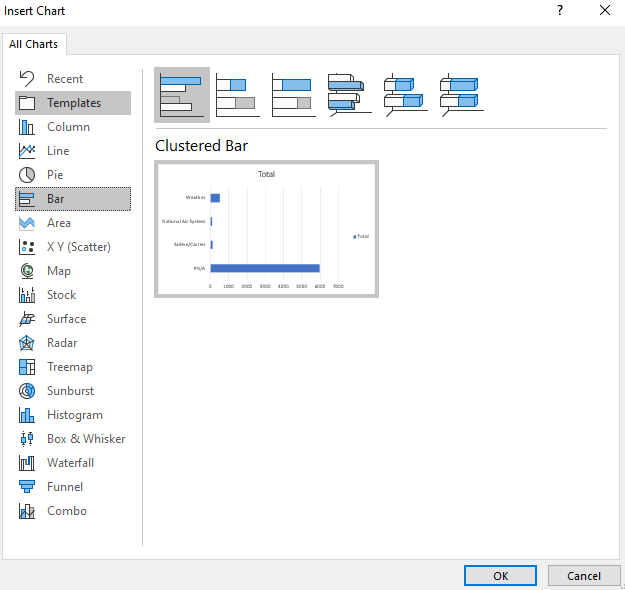 Insert Chart
?
All Charts
Recent
Templates
Column
Line
Pie
Bar
Area
X Y (Scatter)
Map
Stock
Surface
Radar
Treemap
Sunburst
Histogram
Box & Whisker
Waterfall
Funnel
Combo
Clustered Bar
Total
Weather
National Air System
Airline/Carrier
#N/A
0 1000 2000 3000 4000 5000 6000 7000
Total
OK Cancel